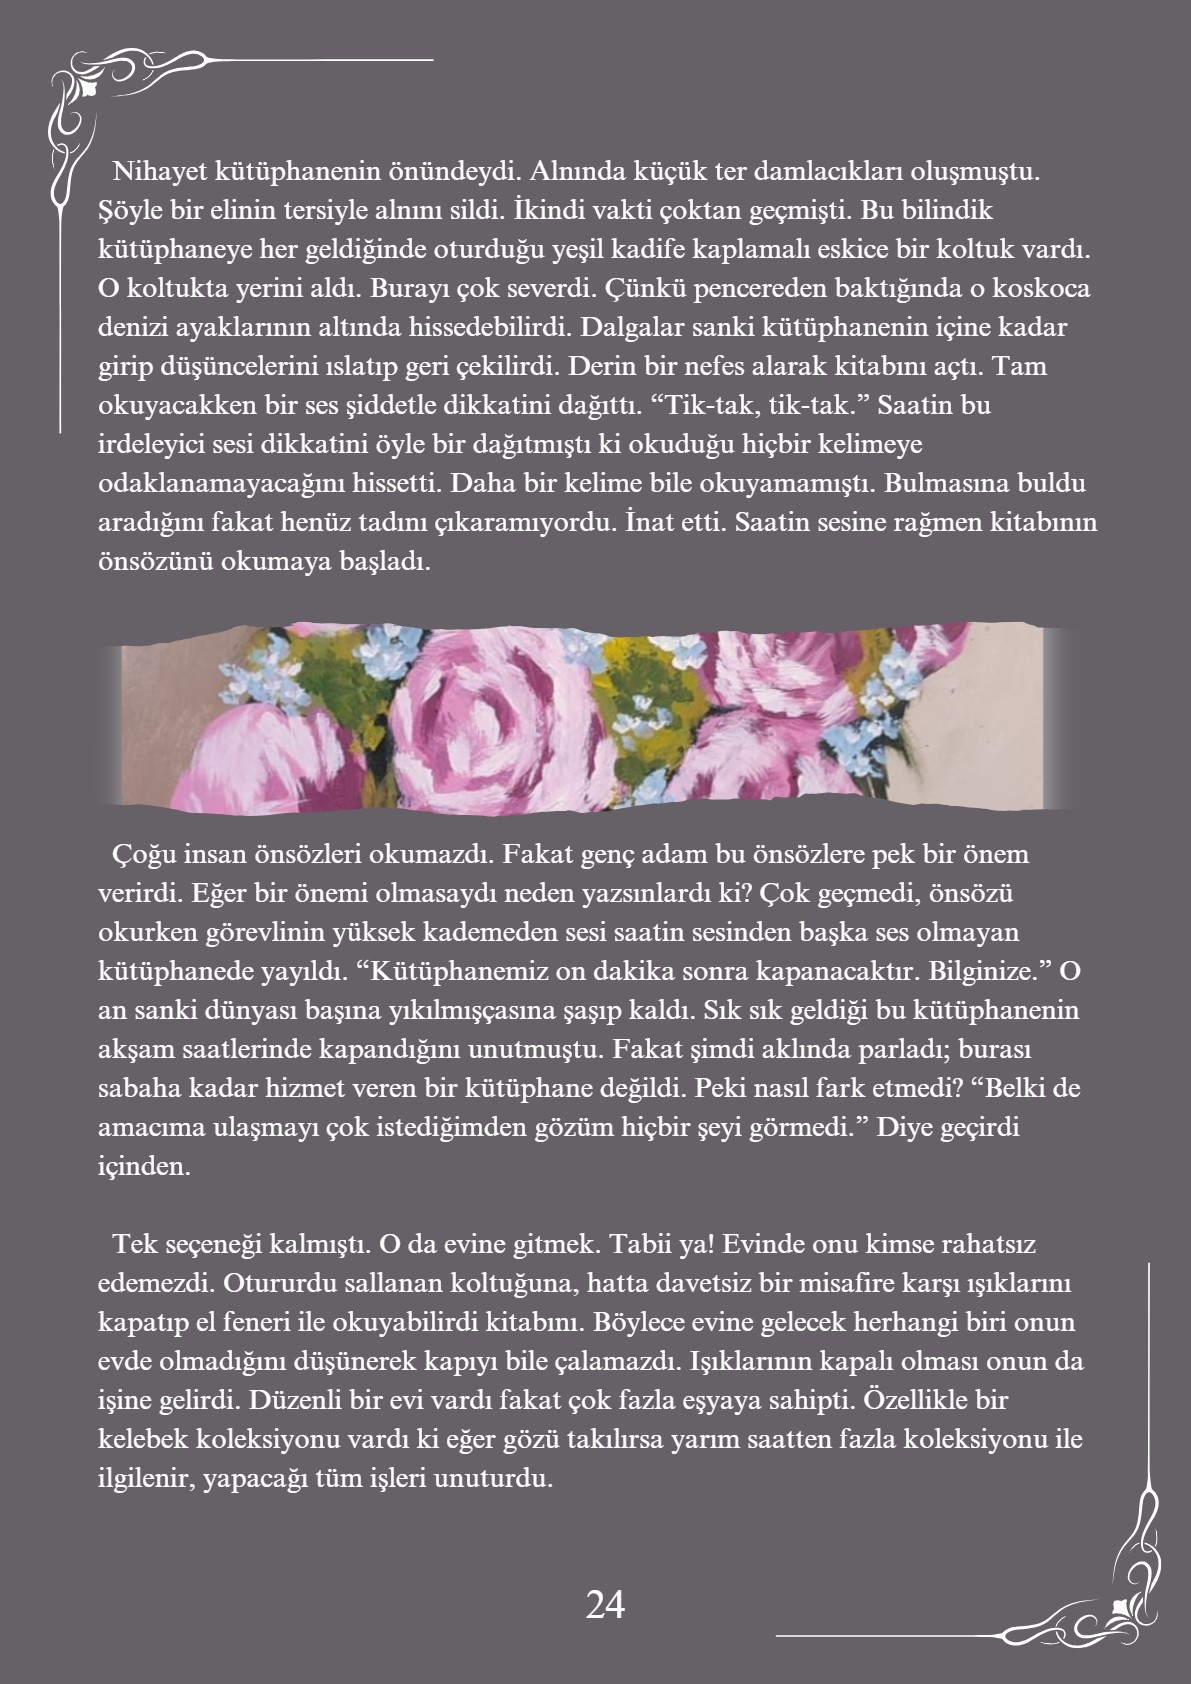 Nihayet kütüphanenin önündeydi. Alnında küçük ter damlacıkları oluşmuştu.
Şöyle bir elinin tersiyle alnını sildi. İkindi vakti çoktan geçmişti. Bu bilindik
kütüphaneye her geldiğinde oturduğu yeşil kadife kaplamalı eskice bir koltuk vardı.
O koltukta yerini aldı. Burayı çok severdi. Çünkü pencereden baktığında o koskoca
denizi ayaklarının altında hissedebilirdi. Dalgalar sanki kütüphanenin içine kadar
girip düşüncelerini ıslatıp geri çekilirdi. Derin bir nefes alarak kitabını açtı. Tam
okuyacakken bir ses şiddetle dikkatini dağıttı. “Tik-tak, tik-tak.” Saatin bu
irdeleyici sesi dikkatini öyle bir dağıtmıştı ki okuduğu hiçbir kelimeye
odaklanamayacağını hissetti. Daha bir kelime bile okuyamamıştı. Bulmasına buldu
aradığını fakat henüz tadını çıkaramıyordu. İnat etti. Saatin sesine rağmen kitabının
önsözünü okumaya başladı.
Çoğu insan önsözleri okumazdı. Fakat genç adam bu önsözlere pek bir önem
verirdi. Eğer bir önemi olmasaydı neden yazsınlardı ki? Çok geçmedi, önsözü
okurken görevlinin yüksek kademeden sesi saatin sesinden başka ses olmayan
kütüphanede yayıldı. “Kütüphanemiz on dakika sonra kapanacaktır. Bilginize.” O
an sanki dünyası başına yıkılmışçasına şaşıp kaldı. Sık sık geldiği bu kütüphanenin
akşam saatlerinde kapandığını unutmuştu. Fakat şimdi aklında parladı; burası
sabaha kadar hizmet veren bir kütüphane değildi. Peki nasıl fark etmedi? “Belki de
amacıma ulaşmayı çok istediğimden gözüm hiçbir şeyi görmedi.” Diye geçirdi
içinden.
Tek seçeneği kalmıştı. O da evine gitmek. Tabii ya! Evinde onu kimse rahatsız
edemezdi. Otururdu sallanan koltuğuna, hatta davetsiz bir misafire karşı ışıklarını
kapatıp el feneri ile okuyabilirdi kitabını. Böylece evine gelecek herhangi biri onun
evde olmadığını düşünerek kapıyı bile çalamazdı. Işıklarının kapalı olması onun da
işine gelirdi. Düzenli bir evi vardı fakat çok fazla eşyaya sahipti. Özellikle bir
kelebek koleksiyonu vardı ki eğer gözü takılırsa yarım saatten fazla koleksiyonu ile
ilgilenir, yapacağı tüm işleri unuturdu.
24